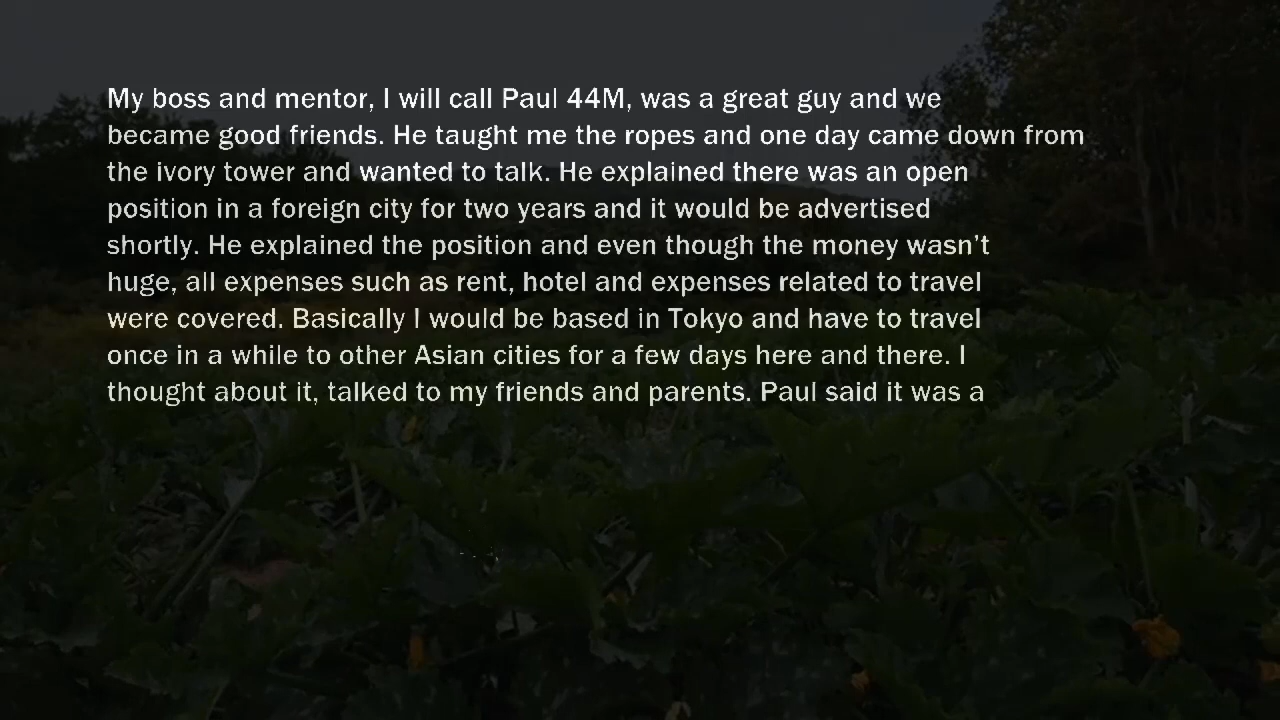 My boss and mentor, I will call Paul 44M, was a great guy and we
became good friends. He taught me the ropes and one day came down from
the ivory tower and wanted to talk. He explained there was an open
position in a foreign city for two years and it would be advertised
shortly. He explained the position and even though the money wasn’t
huge, all expenses such as rent, hotel and expenses related to travel
were covered. Basically I would be based in Tokyo and have to travel
once in a while to other Asian cities for a few days here and there. I
thought about it, talked to my friends and parents. Paul said it was a